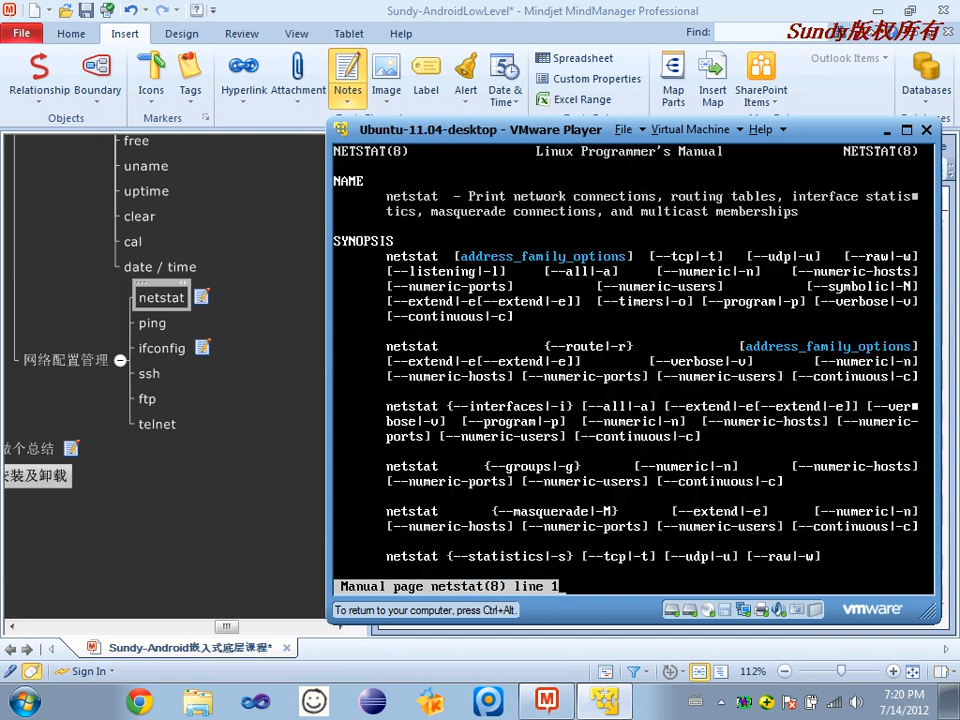 Sundy-AndroidLowLevel* - Mindjet MindManager Professional
File Home Insert Design Review View Tablet Help Find:
Sundy版权所有
Relationship Boundary Icons Tags Hyperlink Attachment Notes Image Label Alert Date & Time Spreadsheet Custom Properties Excel Range Map Parts Insert Map SharePoint Items Outlook Items Databases
Objects Markers
free
uname
uptime
clear
cal
date / time
netstat
ping
网络配置管理
ifconfig
ssh
ftp
telnet
做个总结
安装及卸载
Ubuntu-11.04-desktop - VMware Player File Virtual Machine Help
NETSTAT(8) Linux Programmer's Manual NETSTAT(8)
NAME
netstat - Print network connections, routing tables, interface statis
tics, masquerade connections, and multicast memberships
SYNOPSIS
netstat [address_family_options] [--tcp|-t] [--udp|-u] [--raw|-w]
[--listening|-l] [--all|-a] [--numeric|-n] [--numeric-hosts]
[--numeric-ports] [--numeric-users] [--symbolic|-N]
[--extend|-e[--extend|-e]] [--timers|-o] [--program|-p] [--verbose|-v]
[--continuous|-c]
netstat {--route|-r} [address_family_options]
[--extend|-e[--extend|-e]] [--verbose|-v] [--numeric|-n]
[--numeric-hosts] [--numeric-ports] [--numeric-users] [--continuous|-c]
netstat {--interfaces|-i} [--all|-a] [--extend|-e[--extend|-e]] [--ver
bose|-v] [--program|-p] [--numeric|-n] [--numeric-hosts] [--numeric-
ports] [--numeric-users] [--continuous|-c]
netstat {--groups|-g} [--numeric|-n] [--numeric-hosts]
[--numeric-ports] [--numeric-users] [--continuous|-c]
netstat {--masquerade|-M} [--extend|-e] [--numeric|-n]
[--numeric-hosts] [--numeric-ports] [--numeric-users] [--continuous|-c]
netstat {--statistics|-s} [--tcp|-t] [--udp|-u] [--raw|-w]
Manual page netstat(8) line 1
To return to your computer, press Ctrl+Alt.
vmware
Sundy-Android嵌入式底层课程*
Sign In
112%
7:20 PM
7/14/2012